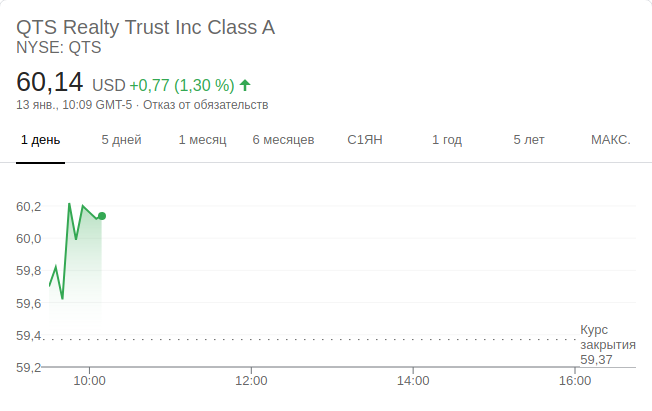 QTS Realty Trust Inc Class A
NYSE: QTS
60,14 USD +0,77 (1,30 %)
13 янв., 10:09 GMT-5 · Отказ от обязательств
1 день 5 дней 1 месяц 6 месяцев С1ЯН 1 год 5 лет МАКС.
60,2
60,0
59,8
59,6
59,4
59,2
Курс
закрытия
59,37
10:00 12:00 14:00 16:00